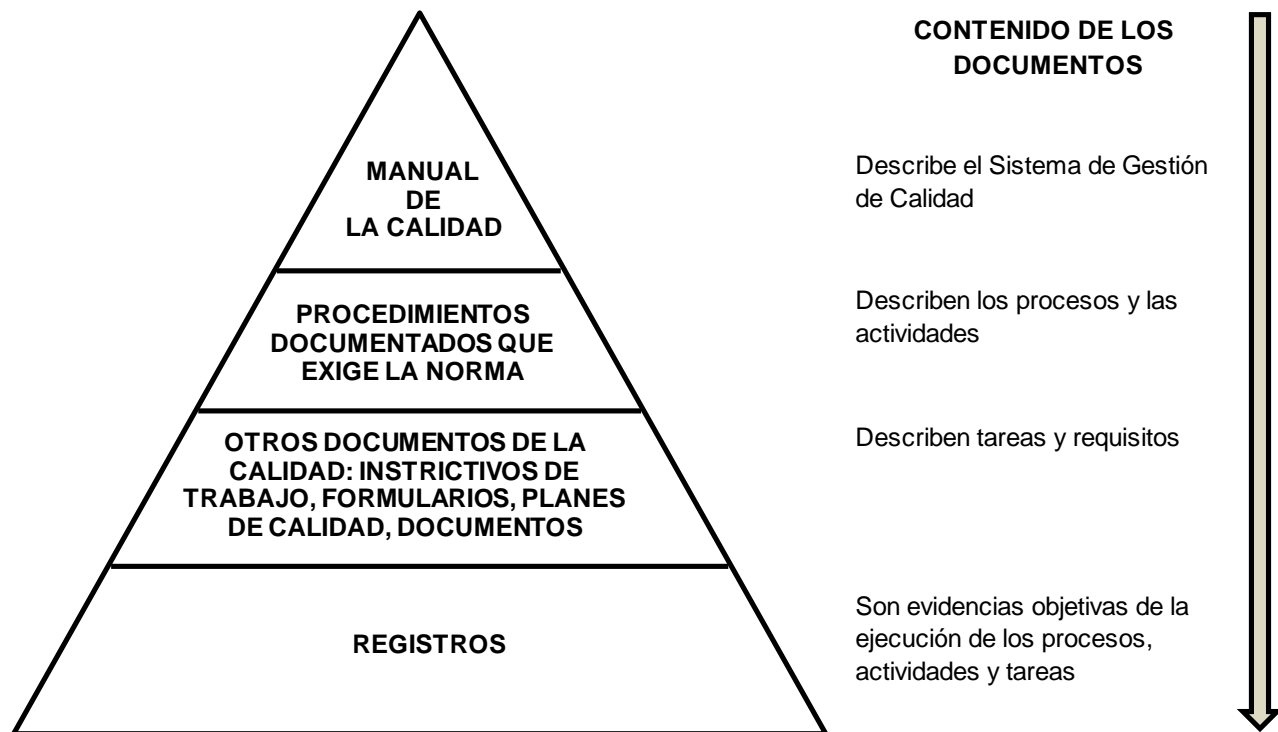 CONTENIDO DE LOS
DOCUMENTOS
MANUAL
DE
LA CALIDAD
Describe el Sistema de Gestión
de Calidad
PROCEDIMIENTOS
DOCUMENTADOS QUE
EXIGE LA NORMA
Describen los procesos y las
actividades
OTROS DOCUMENTOS DE LA
CALIDAD: INSTRICTIVOS DE
TRABAJO, FORMULARIOS, PLANES
DE CALIDAD, DOCUMENTOS
Describen tareas y requisitos
REGISTROS
Son evidencias objetivas de la
ejecución de los procesos,
actividades y tareas